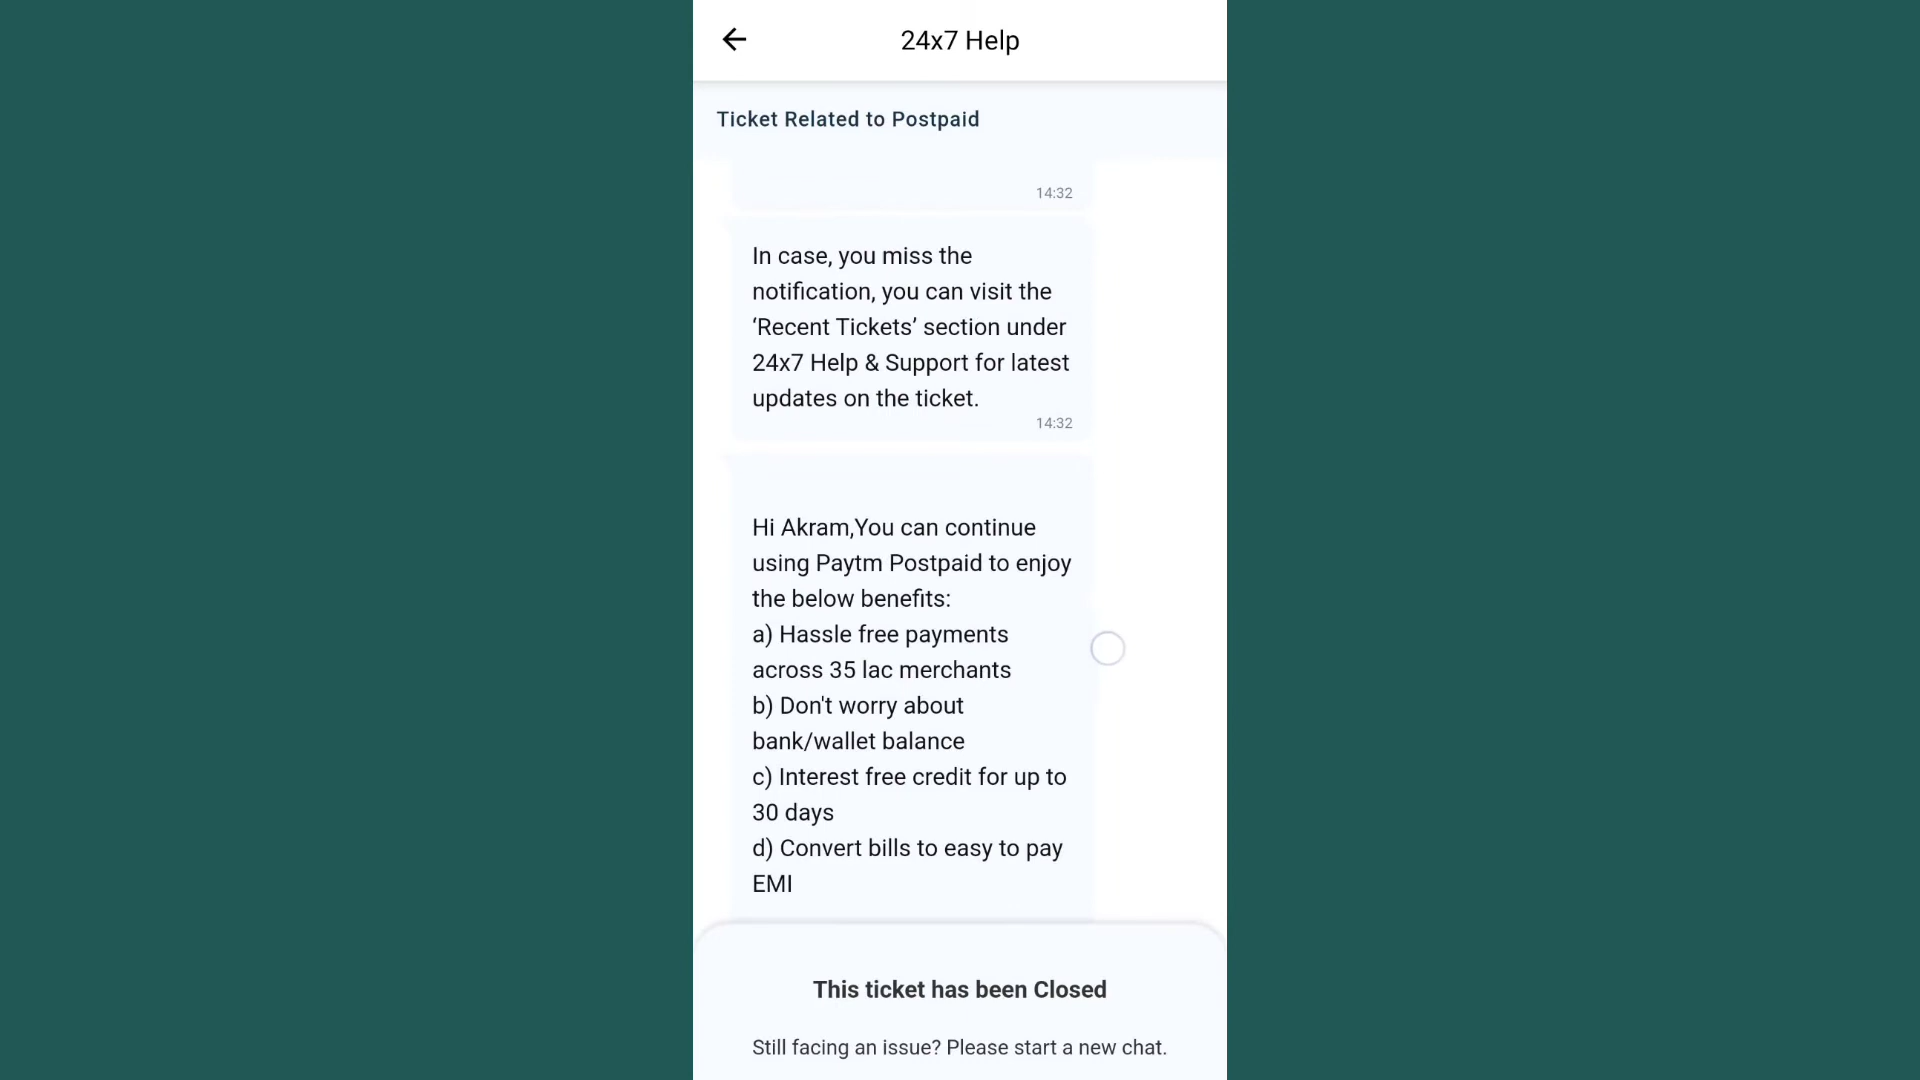 24x7 Help
Ticket Related to Postpaid
14:32
In case, you miss the
notification, you can visit the
‘Recent Tickets’ section under
24x7 Help & Support for latest
updates on the ticket.
14:32
Hi Akram,You can continue
using Paytm Postpaid to enjoy
the below benefits:
a) Hassle free payments
across 35 lac merchants
b) Don't worry about
bank/wallet balance
c) Interest free credit for up to
30 days
d) Convert bills to easy to pay
EMI
This ticket has been Closed
Still facing an issue? Please start a new chat.